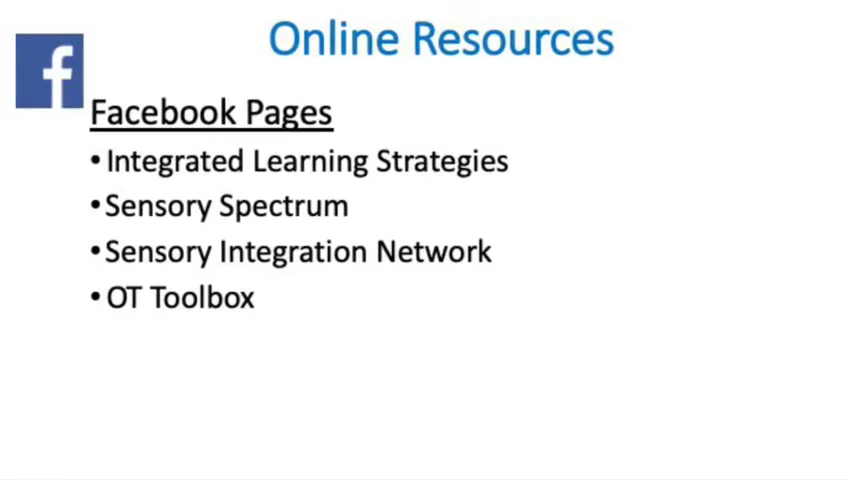 Online Resources
f
Facebook Pages
•Integrated Learning Strategies
•Sensory Spectrum
•Sensory Integration Network
•OT Toolbox